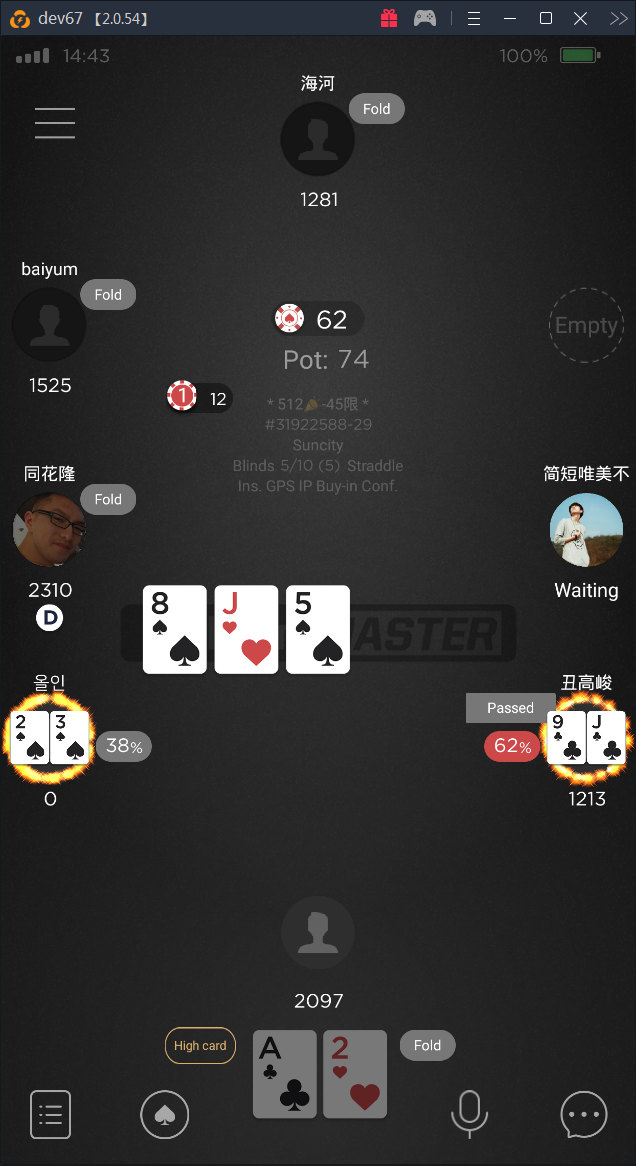 dev67 【2.0.54】
14:43
100%
海河
Fold
1281
baiyum
Fold
1525
62
Pot: 74
1 12
Empty
* 512 -45限 *
#31922588-29
Suncity
Blinds 5/10 (5) Straddle
Ins. GPS IP Buy-in Conf.
同花隆
Fold
2310
D
简短唯美不
Waiting
8 J 5
MASTER
올인
2 3
38%
0
丑高峻
Passed
62%
9 J
1213
2097
High card
A 2
Fold